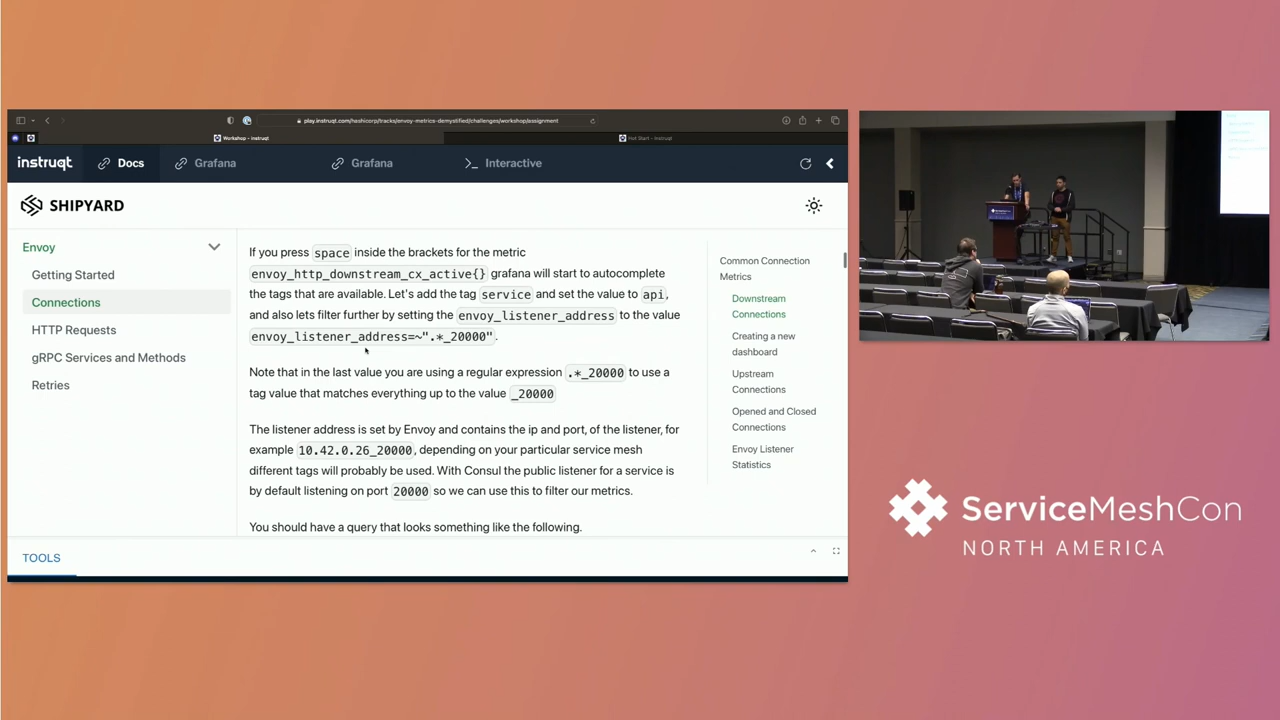 play.instruqt.com/hashicorp/tracks/envoy-metrics-demystified/challenges/workshop/assignment
Workshop - Instruqt
Hot Start - Instruqt
instruqt
Docs
Grafana
Grafana
>_ Interactive
SHIPYARD
Envoy
Getting Started
Connections
HTTP Requests
gRPC Services and Methods
Retries
If you press space inside the brackets for the metric
envoy_http_downstream_cx_active{} grafana will start to autocomplete
the tags that are available. Let's add the tag service and set the value to api,
and also lets filter further by setting the envoy_listener_address to the value
envoy_listener_address=~".*_20000".
Note that in the last value you are using a regular expression .*_20000 to use a
tag value that matches everything up to the value _20000
The listener address is set by Envoy and contains the ip and port, of the listener, for
example 10.42.0.26_20000, depending on your particular service mesh
different tags will probably be used. With Consul the public listener for a service is
by default listening on port 20000 so we can use this to filter our metrics.
You should have a query that looks something like the following.
Common Connection
Metrics
Downstream
Connections
Creating a new
dashboard
Upstream
Connections
Opened and Closed
Connections
Envoy Listener
Statistics
TOOLS
ServiceMeshCon
NORTH AMERICA